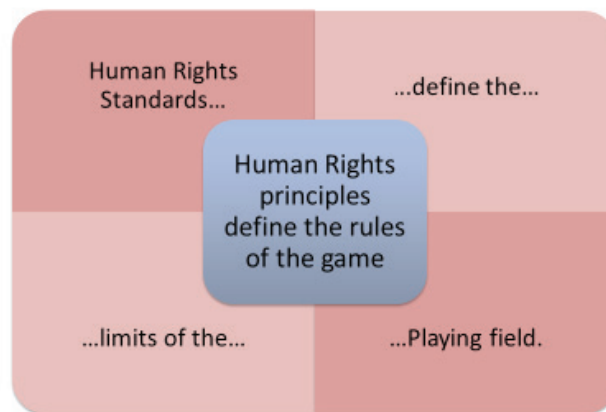 Human Rights
Standards...
...define the...
Human Rights
principles
define the rules
of the game
...limits of the...
...Playing field.